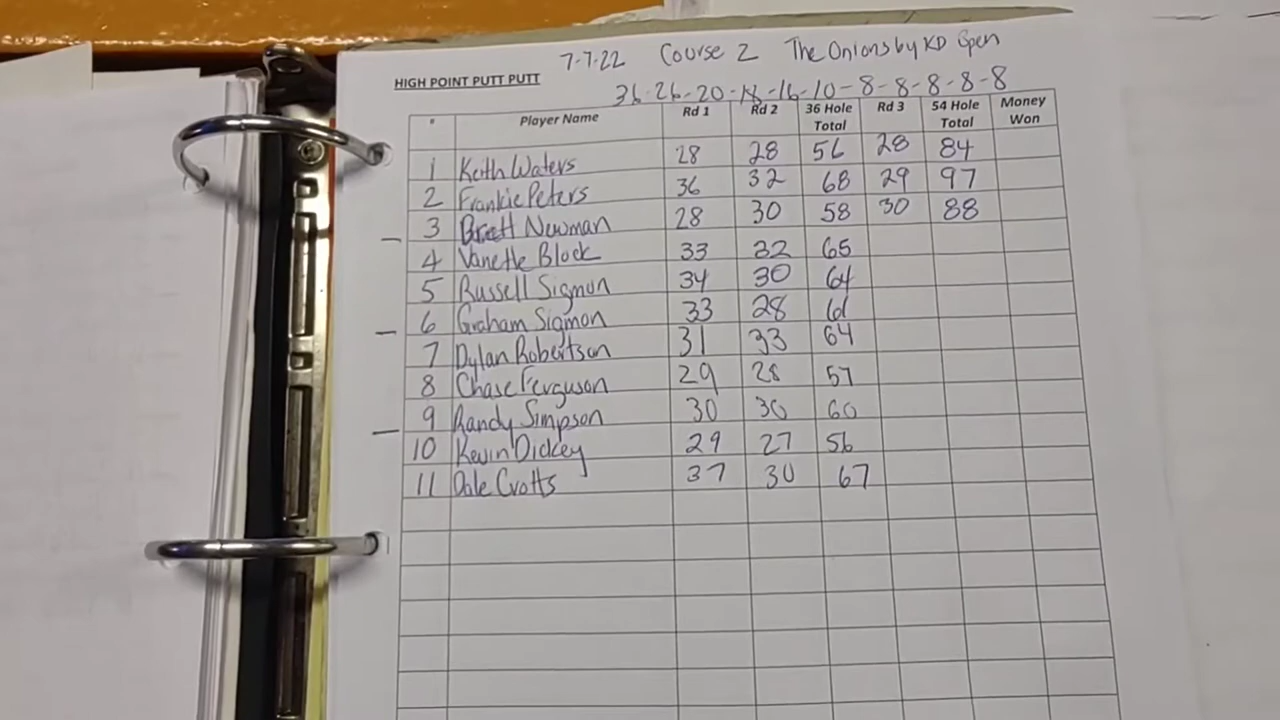 7-7-22 Course 2 The Onions by KD Open
HIGH POINT PUTT PUTT
36-26-20-18-16-10-8-8-8-8-8
# Player Name Rd 1 Rd 2 36 Hole Total Rd 3 54 Hole Total Money Won
1 Keith Waters 28 28 56 28 84
2 Frankie Peters 36 32 68 29 97
3 Brett Newman 28 30 58 30 88
4 Vanette Block 33 32 65
5 Russell Sigmon 34 30 64
6 Graham Sigmon 33 28 61
7 Dylan Robertson 31 33 64
8 Chase Ferguson 29 28 57
9 Randy Simpson 30 30 60
10 Kevin Dickey 29 27 56
11 Dale Crotts 37 30 67